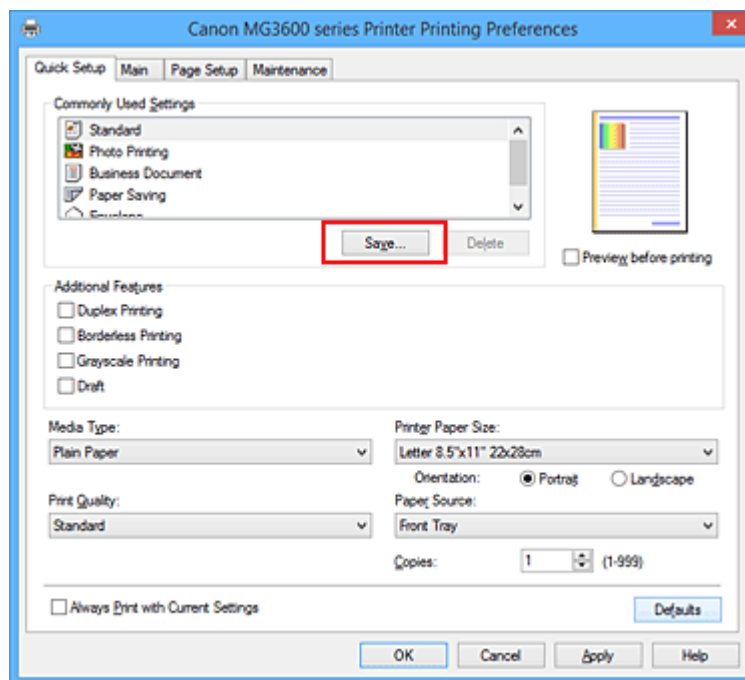 Canon MG3600 series Printer Printing Preferences
Quick Setup Main Page Setup Maintenance
Commonly Used Settings
Standard
Photo Printing
Business Document
Paper Saving
Envelope
Save... Delete
Preview before printing
Additional Features
Duplex Printing
Borderless Printing
Grayscale Printing
Draft
Media Type:
Plain Paper
Printer Paper Size:
Letter 8.5"x11" 22x28cm
Orientation: Portrait Landscape
Print Quality:
Standard
Paper Source:
Front Tray
Copies: 1 (1-999)
Always Print with Current Settings
Defaults
OK Cancel Apply Help